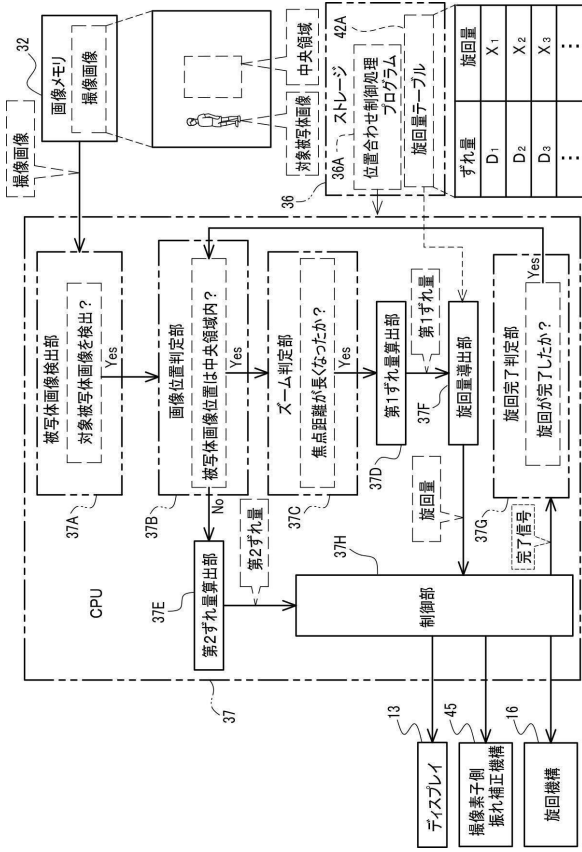 32
画像メモリ
撮像画像
撮像画像
中央領域
対象被写体画像
42A
ストレージ
36A
位置合わせ制御処理
プログラム
旋回量テーブル
36
旋回量
ずれ量
X1
D1
X2
D2
X3
D3
⋮
⋮
CPU
被写体画像検出部
対象被写体画像を検出?
37A
Yes
画像位置判定部
被写体画像位置は中央領域内?
37B
Yes
No
ズーム判定部
焦点距離が長くなったか?
37C
Yes
第1ずれ量算出部
37D
第1ずれ量
37F
旋回量導出部
旋回量
旋回完了判定部
旋回が完了したか?
Yes
37G
完了信号
37E
第2ずれ量算出部
第2ずれ量
37H
制御部
37
13
ディスプレイ
45
撮像素子側
振れ補正機構
16
旋回機構